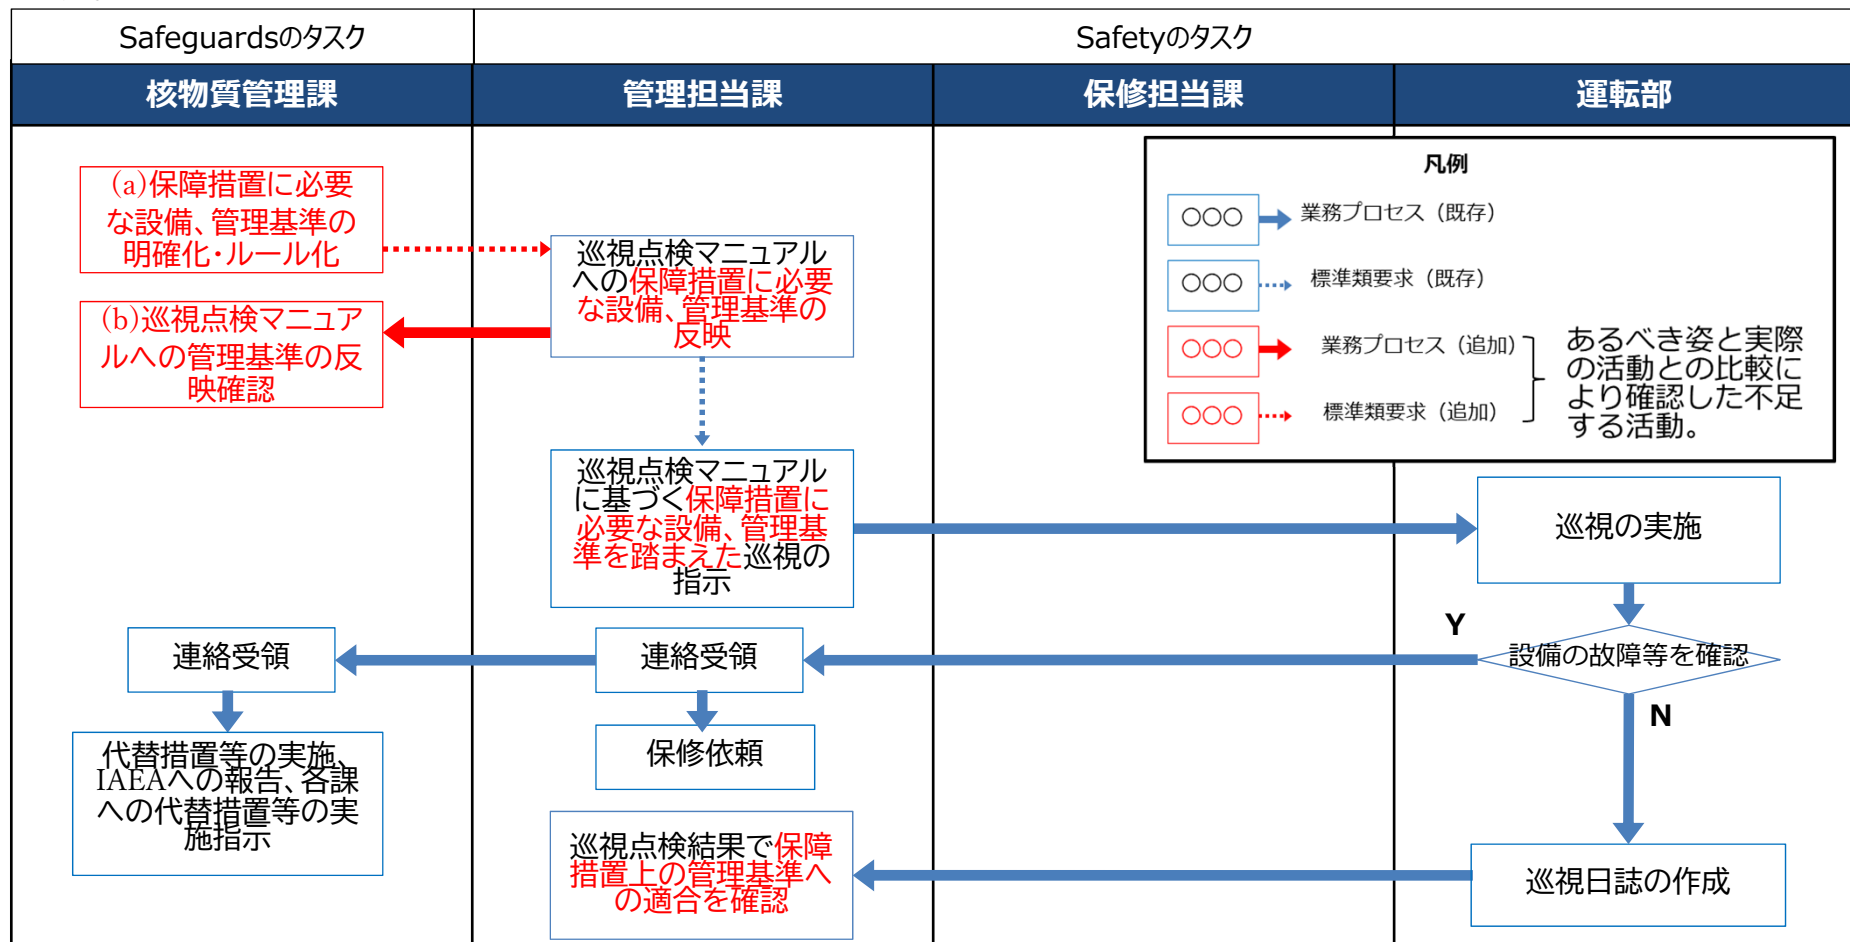 Safeguardsのタスク
Safetyのタスク
核物質管理課
管理担当課
保修担当課
運転部
(a)保障措置に必要
な設備、管理基準の
明確化・ルール化
(b)巡視点検マニュア
ルへの管理基準の反
映確認
巡視点検マニュアル
への保障措置に必要
な設備、管理基準の
反映
凡例
〇〇〇
業務プロセス（既存）
〇〇〇
標準類要求（既存）
〇〇〇
業務プロセス（追加）
〇〇〇
標準類要求（追加）
あるべき姿と実際
の活動との比較に
より確認した不足
する活動。
巡視点検マニュアル
に基づく保障措置に
必要な設備、管理基
準を踏まえた巡視の
指示
巡視の実施
Y
設備の故障等を確認
N
連絡受領
連絡受領
代替措置等の実施、
IAEAへの報告、各課
への代替措置等の実
施指示
保修依頼
巡視点検結果で保障
措置上の管理基準へ
の適合を確認
巡視日誌の作成